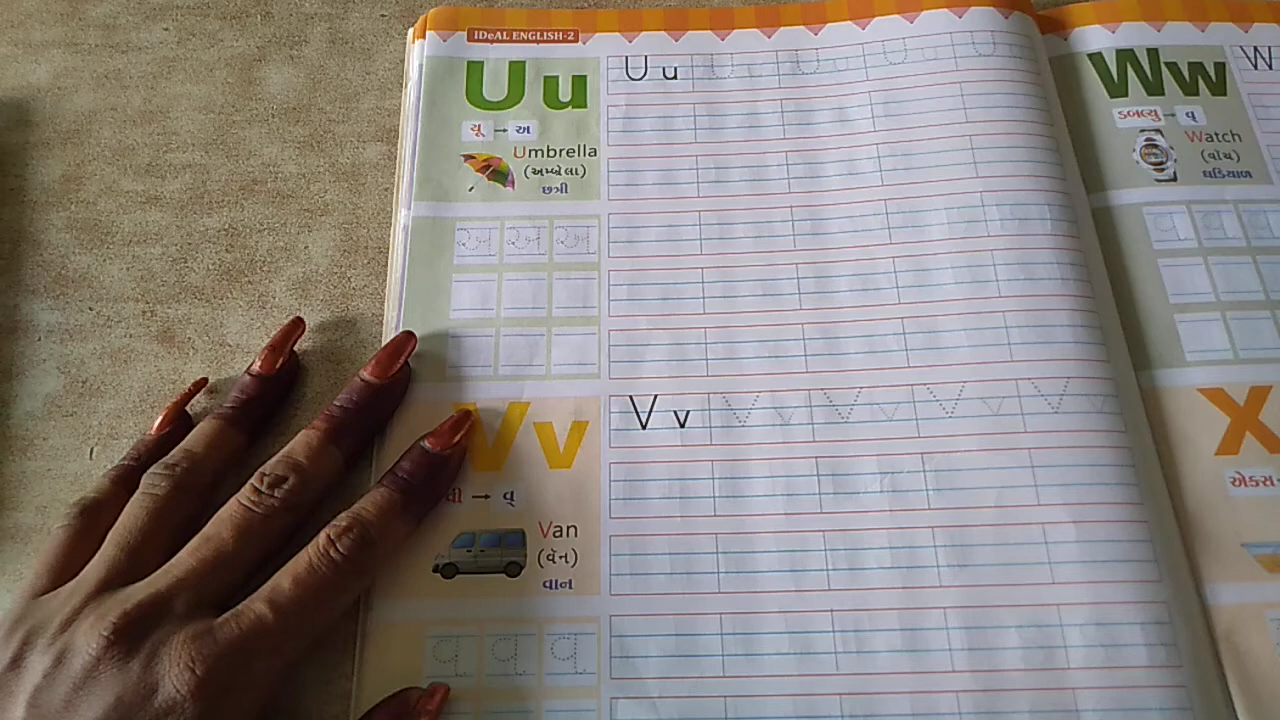 IDeAL ENGLISH-2
U u
યૂ → અ
Umbrella
(અમ્બ્રેલા)
છત્રી
અ અ અ
U u U u U u U u U
V v
વી → વ્
Van
(વૅન)
વાન
વ્ વ્ વ્
V v V v V v V v V v
W w
ડબલ્યુ → વ્
Watch
(વૉચ)
ઘડિયાળ
વ્ વ્
W
X
એક્સ